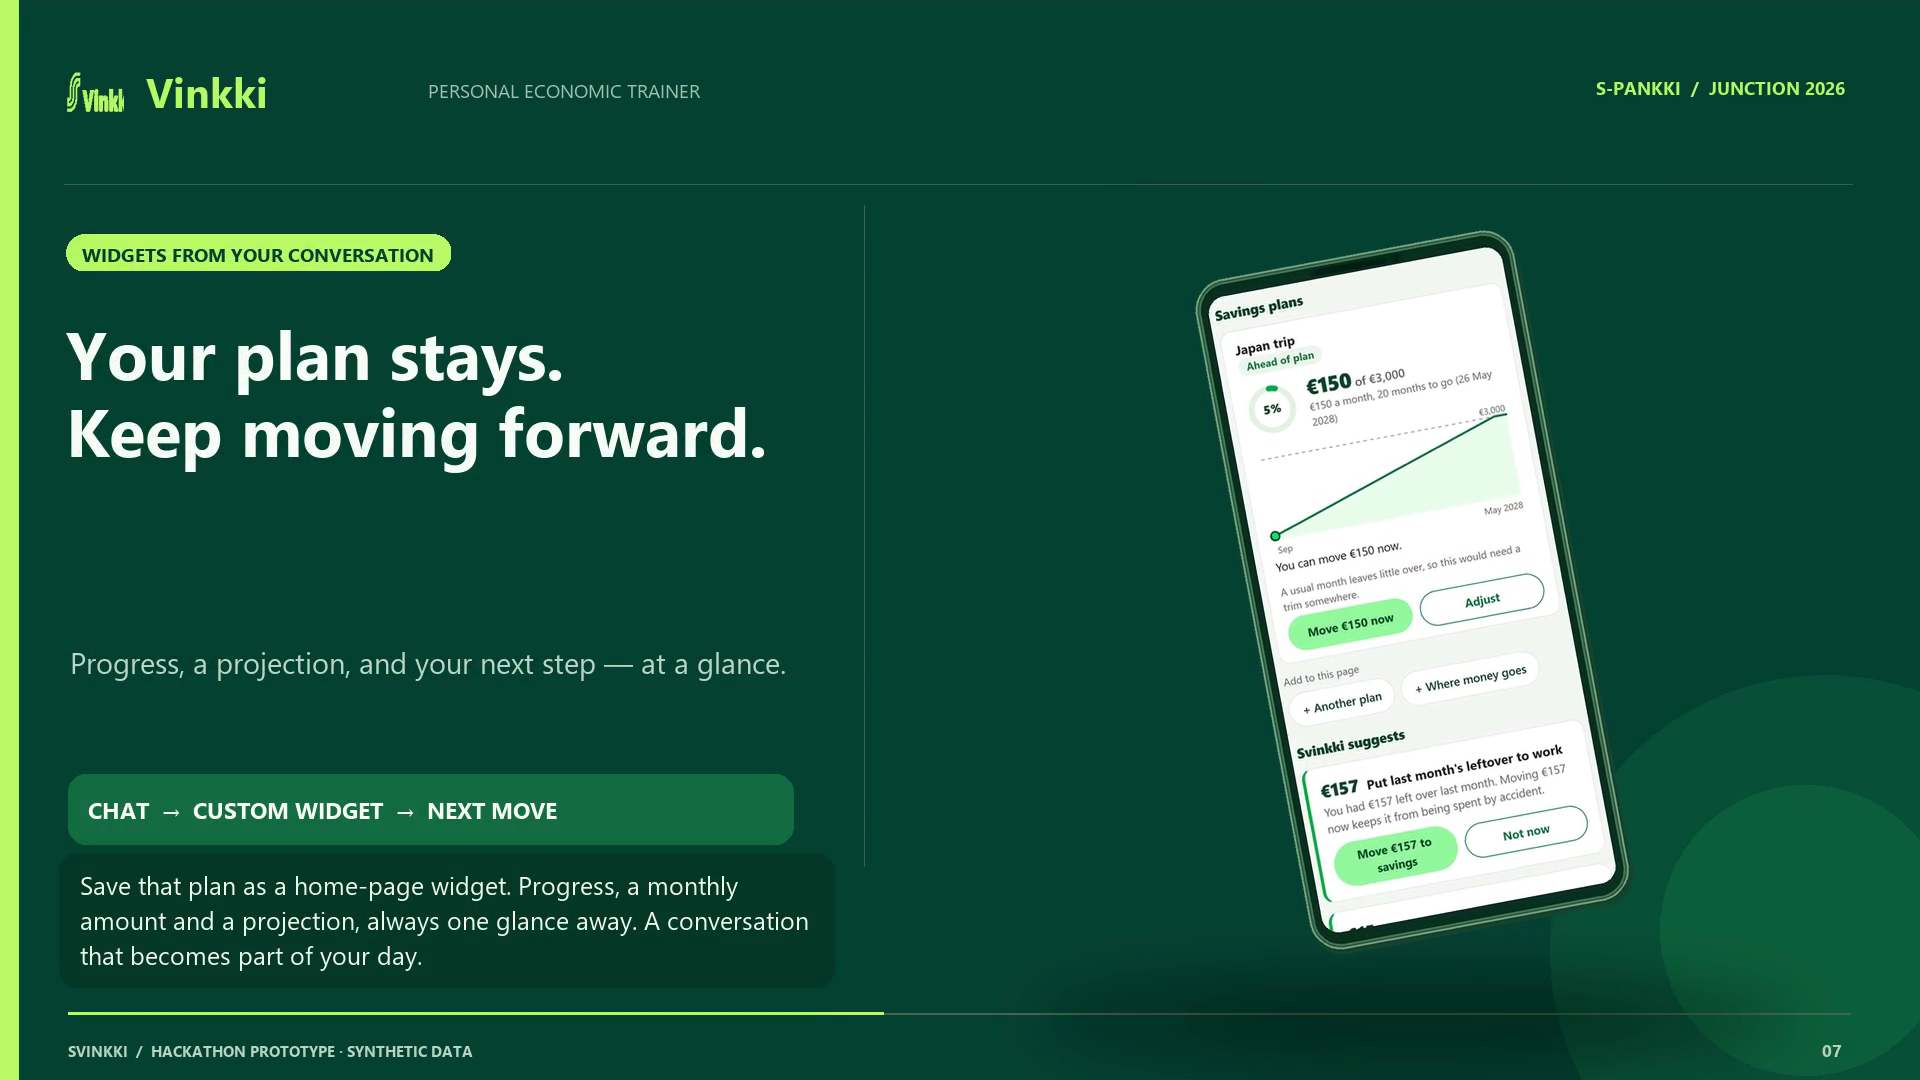 Vinkki
PERSONAL ECONOMIC TRAINER
S-PANKKI / JUNCTION 2026
WIDGETS FROM YOUR CONVERSATION
Your plan stays.
Keep moving forward.
Progress, a projection, and your next step — at a glance.
CHAT → CUSTOM WIDGET → NEXT MOVE
Save that plan as a home-page widget. Progress, a monthly
amount and a projection, always one glance away. A conversation
that becomes part of your day.
Savings plans
Japan trip
Ahead of plan
5%
€150 of €3,000
€150 a month, 20 months to go (26 May
2028)
€3,000
Sep
May 2028
You can move €150 now.
A usual month leaves little over, so this would need a
trim somewhere.
Move €150 now
Adjust
Add to this page
+ Another plan
+ Where money goes
Svinkki suggests
€157 Put last month's leftover to work
You had €157 left over last month. Moving €157
now keeps it from being spent by accident.
Move €157 to
savings
Not now
SVINKKI / HACKATHON PROTOTYPE · SYNTHETIC DATA
07